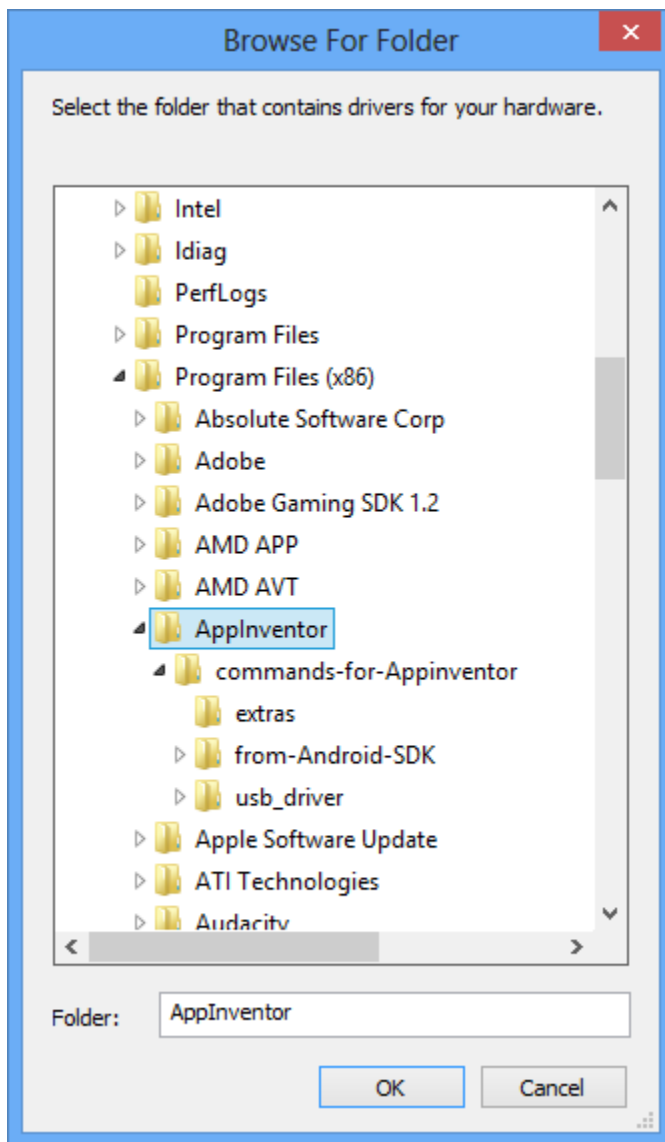 Browse For Folder
Select the folder that contains drivers for your hardware.
Intel
Idiag
PerfLogs
Program Files
Program Files (x86)
Absolute Software Corp
Adobe
Adobe Gaming SDK 1.2
AMD APP
AMD AVT
AppInventor
commands-for-Appinventor
extras
from-Android-SDK
usb_driver
Apple Software Update
ATI Technologies
Audacity
Folder: AppInventor
OK Cancel